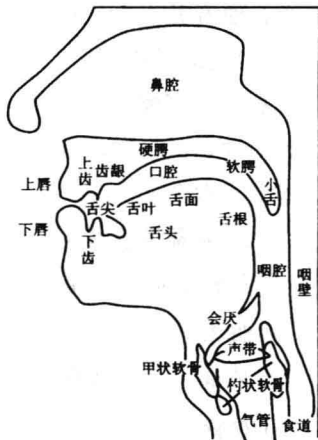 鼻腔
硬腭
上齿
齿龈
口腔
软腭
上唇
小舌
舌尖
舌叶
舌面
舌根
下唇
下齿
舌头
咽腔
咽壁
会厌
声带
甲状软骨
杓状软骨
气管
食道